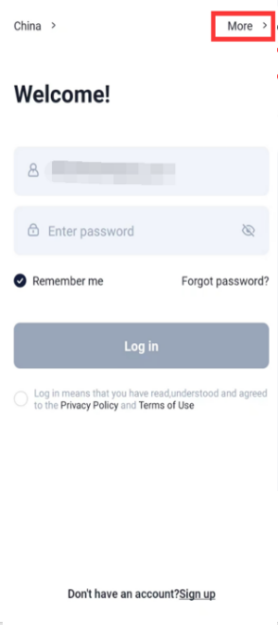 China >
More >
Welcome!
Enter password
Remember me
Forgot password?
Log in
Log in means that you have read,understood and agreed
to the Privacy Policy and Terms of Use
Don't have an account?Sign up